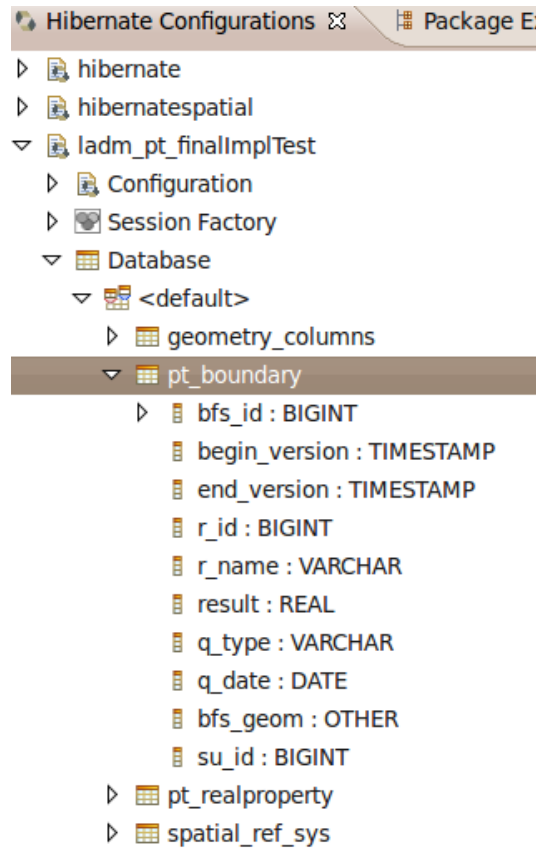 Hibernate Configurations Package E
hibernate
hibernatespatial
ladm_pt_finalImplTest
Configuration
Session Factory
Database
<default>
geometry_columns
pt_boundary
bfs_id : BIGINT
begin_version : TIMESTAMP
end_version : TIMESTAMP
r_id : BIGINT
r_name : VARCHAR
result : REAL
q_type : VARCHAR
q_date : DATE
bfs_geom : OTHER
su_id : BIGINT
pt_realproperty
spatial_ref_sys